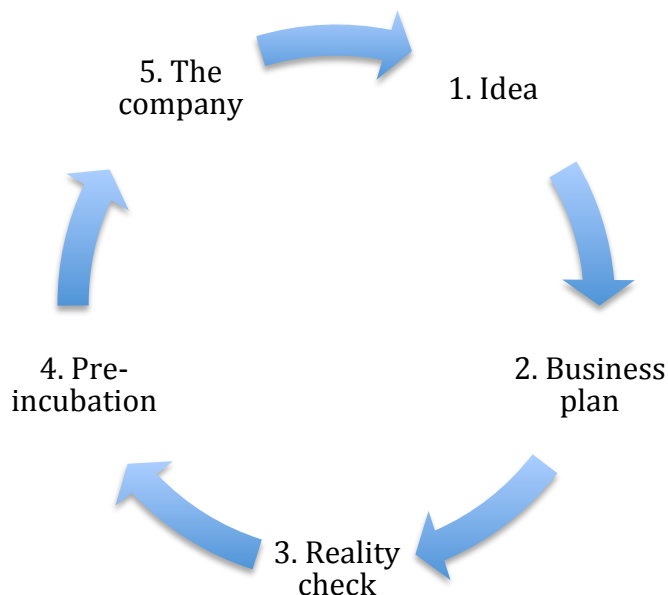 1. Idea
2. Business
plan
3. Reality
check
4. Pre-
incubation
5. The
company